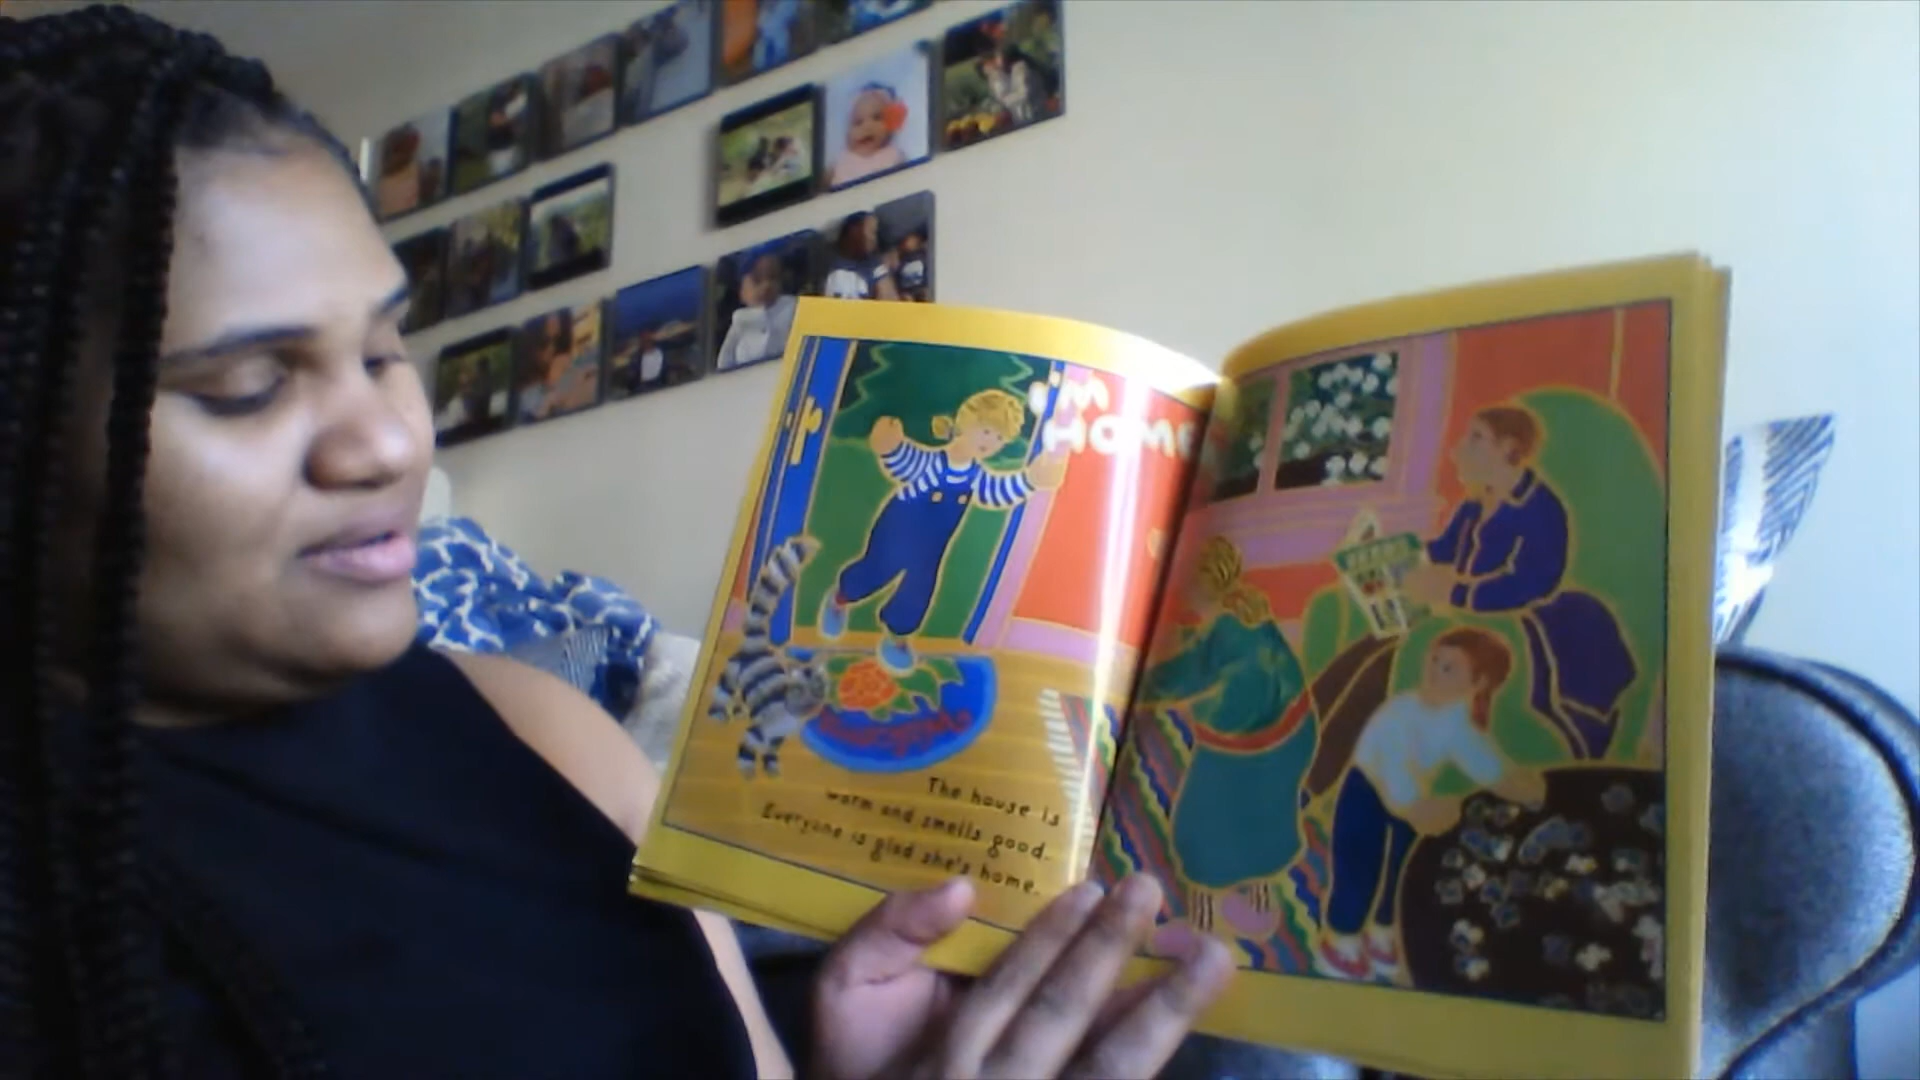 I'M
HOME
The house is
warm and smells good.
Everyone is glad she's home.